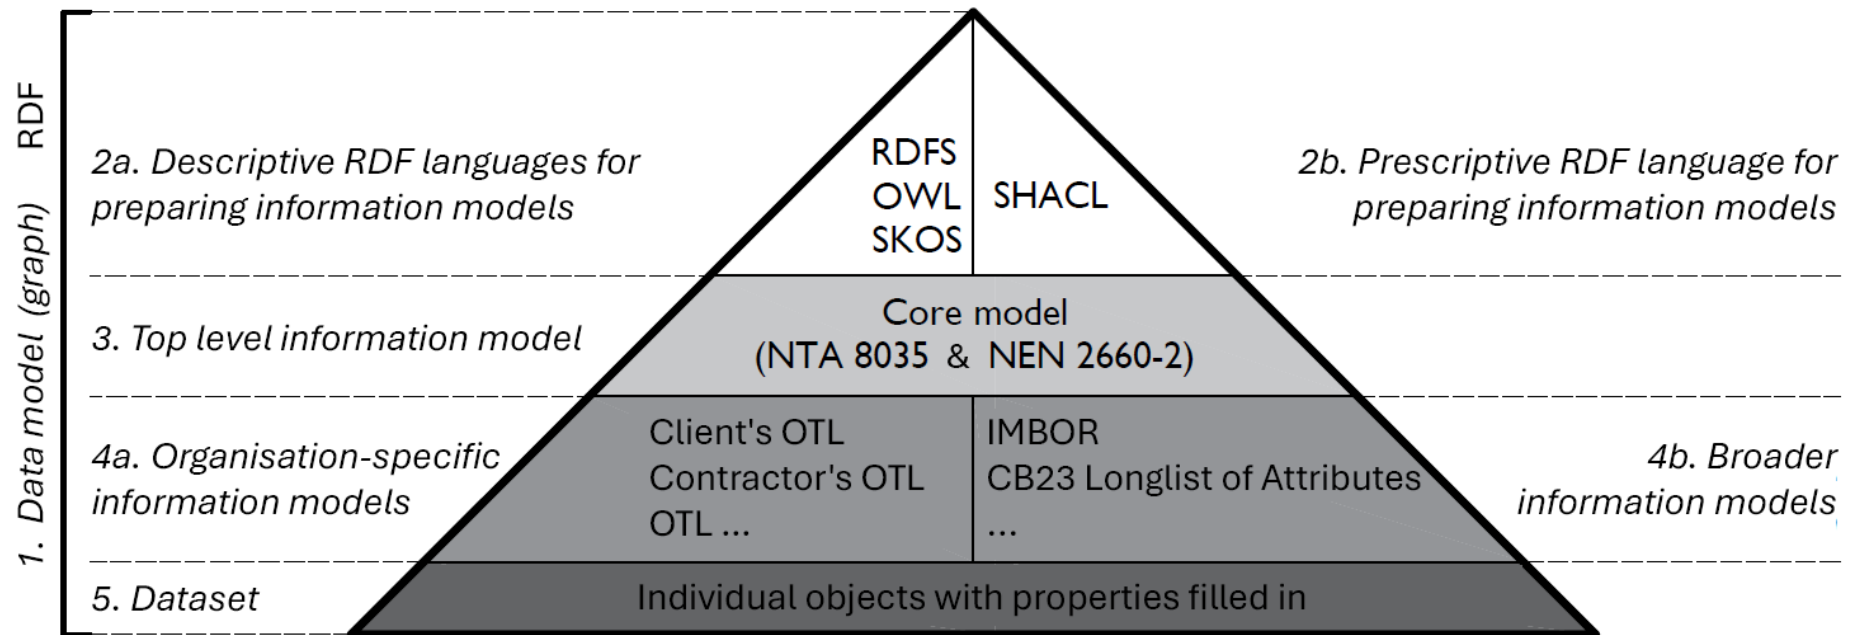 1. Data model (graph) RDF
2a. Descriptive RDF languages for
preparing information models
RDFS
OWL
SKOS
SHACL
2b. Prescriptive RDF language for
preparing information models
3. Top level information model
Core model
(NTA 8035 & NEN 2660-2)
4a. Organisation-specific
information models
Client's OTL
Contractor's OTL
OTL ...
IMBOR
CB23 Longlist of Attributes
...
4b. Broader
information models
5. Dataset
Individual objects with properties filled in